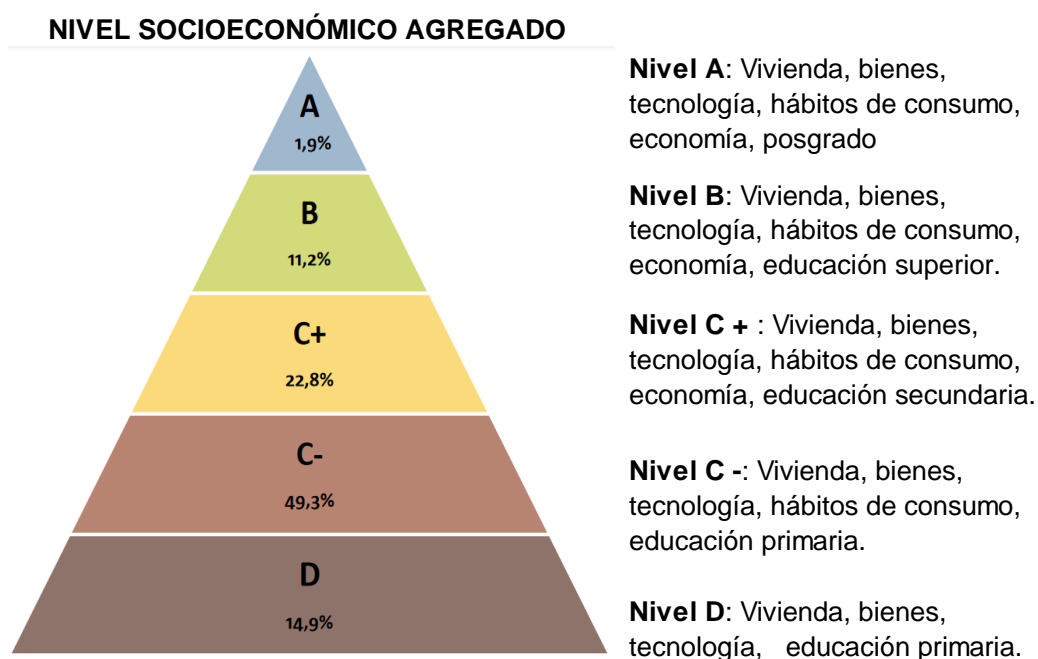 NIVEL SOCIOECONÓMICO AGREGADO
A
1,9%
B
11,2%
C+
22,8%
C-
49,3%
D
14,9%
Nivel A: Vivienda, bienes,
tecnología, hábitos de consumo,
economía, posgrado
Nivel B: Vivienda, bienes,
tecnología, hábitos de consumo,
economía, educación superior.
Nivel C + : Vivienda, bienes,
tecnología, hábitos de consumo,
economía, educación secundaria.
Nivel C -: Vivienda, bienes,
tecnología, hábitos de consumo,
educación primaria.
Nivel D: Vivienda, bienes,
tecnología, educación primaria.